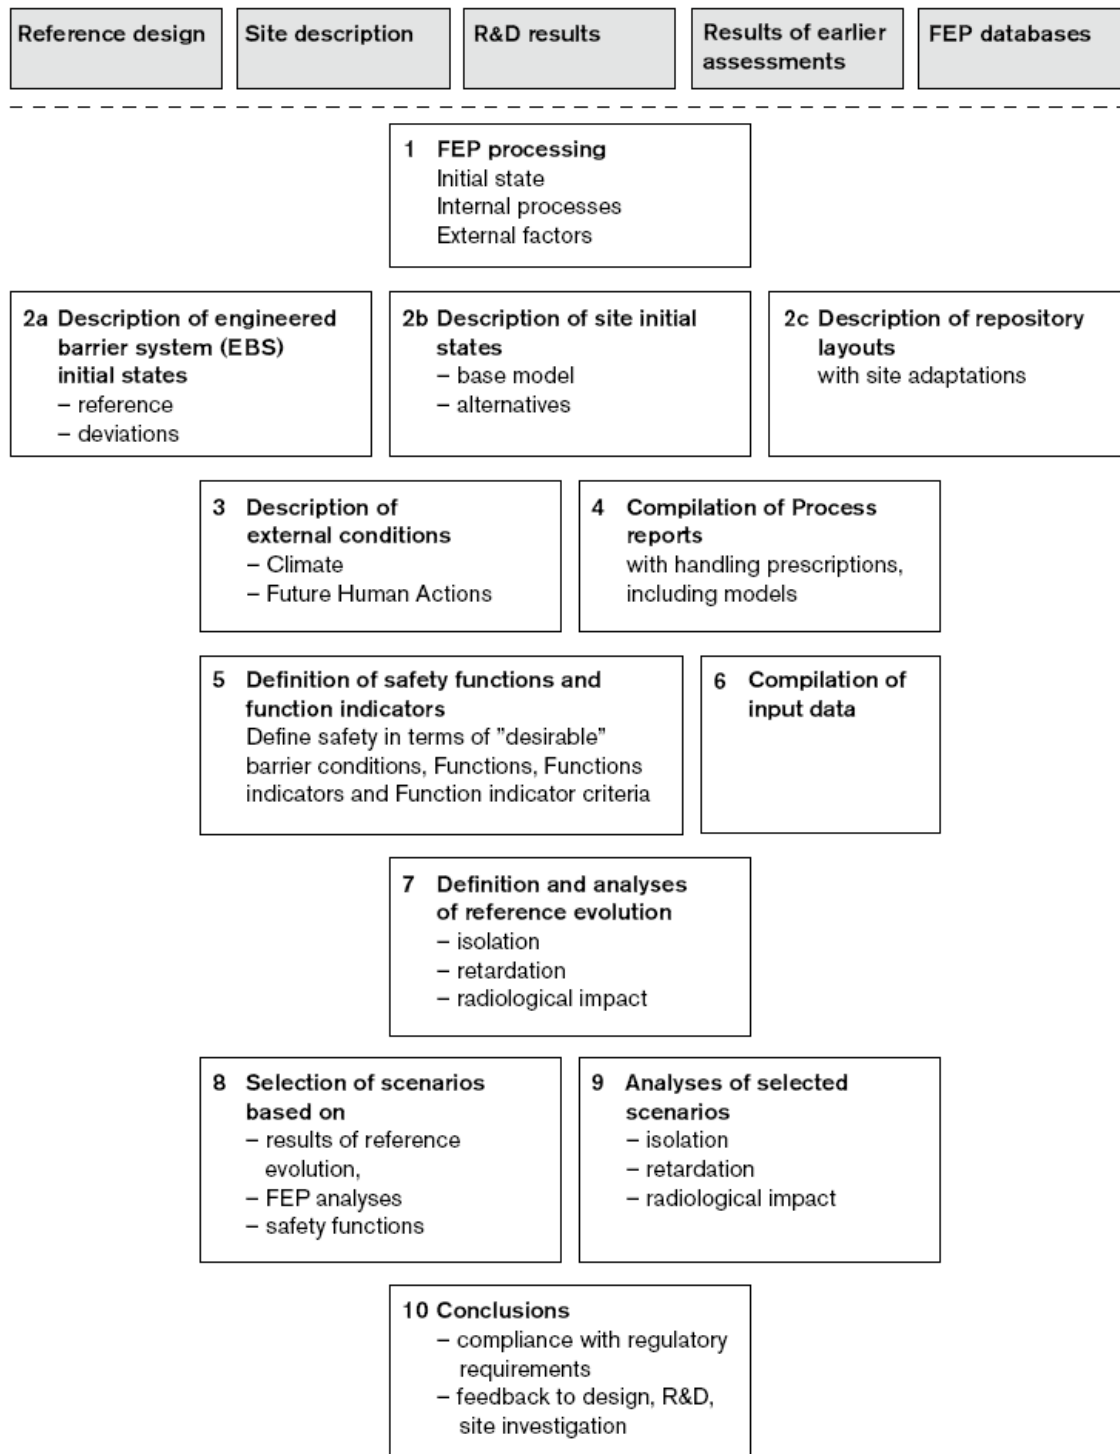 Reference design
Site description
R&D results
Results of earlier
assessments
FEP databases
1 FEP processing
Initial state
Internal processes
External factors
2a Description of engineered
barrier system (EBS)
initial states
– reference
– deviations
2b Description of site initial
states
– base model
– alternatives
2c Description of repository
layouts
with site adaptations
3 Description of
external conditions
– Climate
– Future Human Actions
4 Compilation of Process
reports
with handling prescriptions,
including models
5 Definition of safety functions and
function indicators
Define safety in terms of ”desirable”
barrier conditions, Functions, Functions
indicators and Function indicator criteria
6 Compilation of
input data
7 Definition and analyses
of reference evolution
– isolation
– retardation
– radiological impact
8 Selection of scenarios
based on
– results of reference
evolution,
– FEP analyses
– safety functions
9 Analyses of selected
scenarios
– isolation
– retardation
– radiological impact
10 Conclusions
– compliance with regulatory
requirements
– feedback to design, R&D,
site investigation